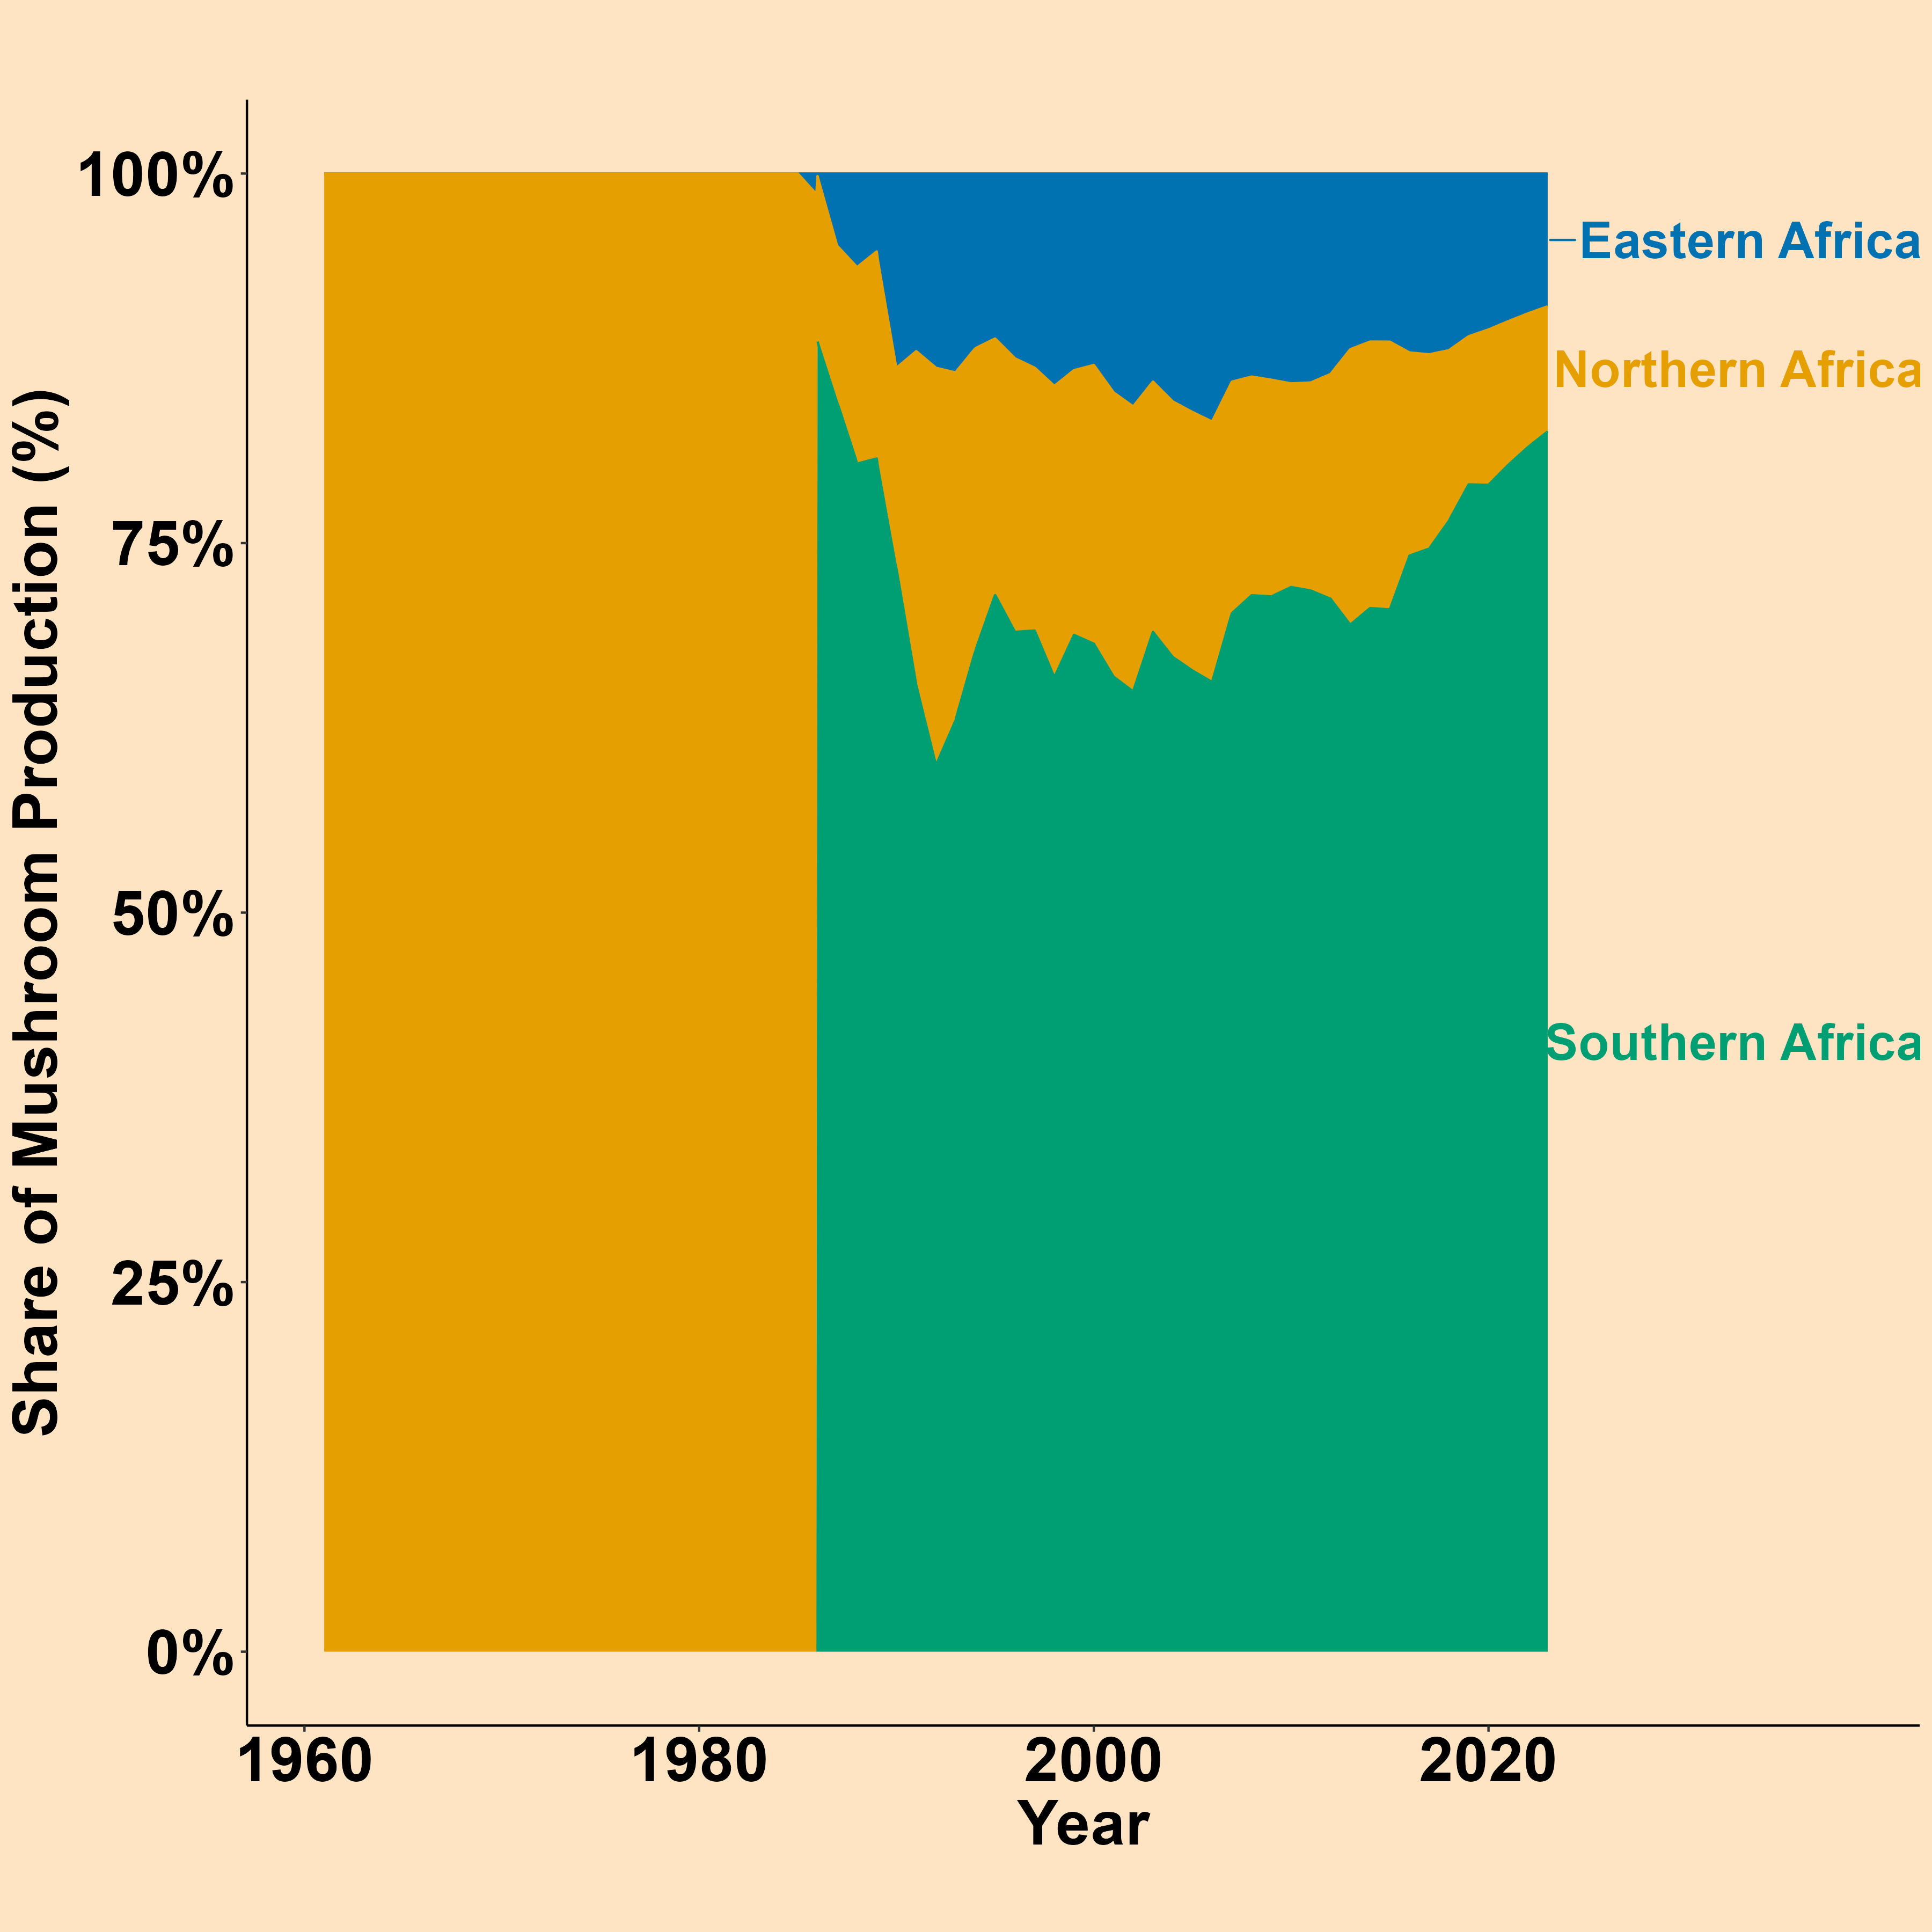 Share of Mushroom Production (%)
100%
75%
50%
25%
0%
1960
1980
2000
2020
Year
Eastern Africa
Northern Africa
Southern Africa